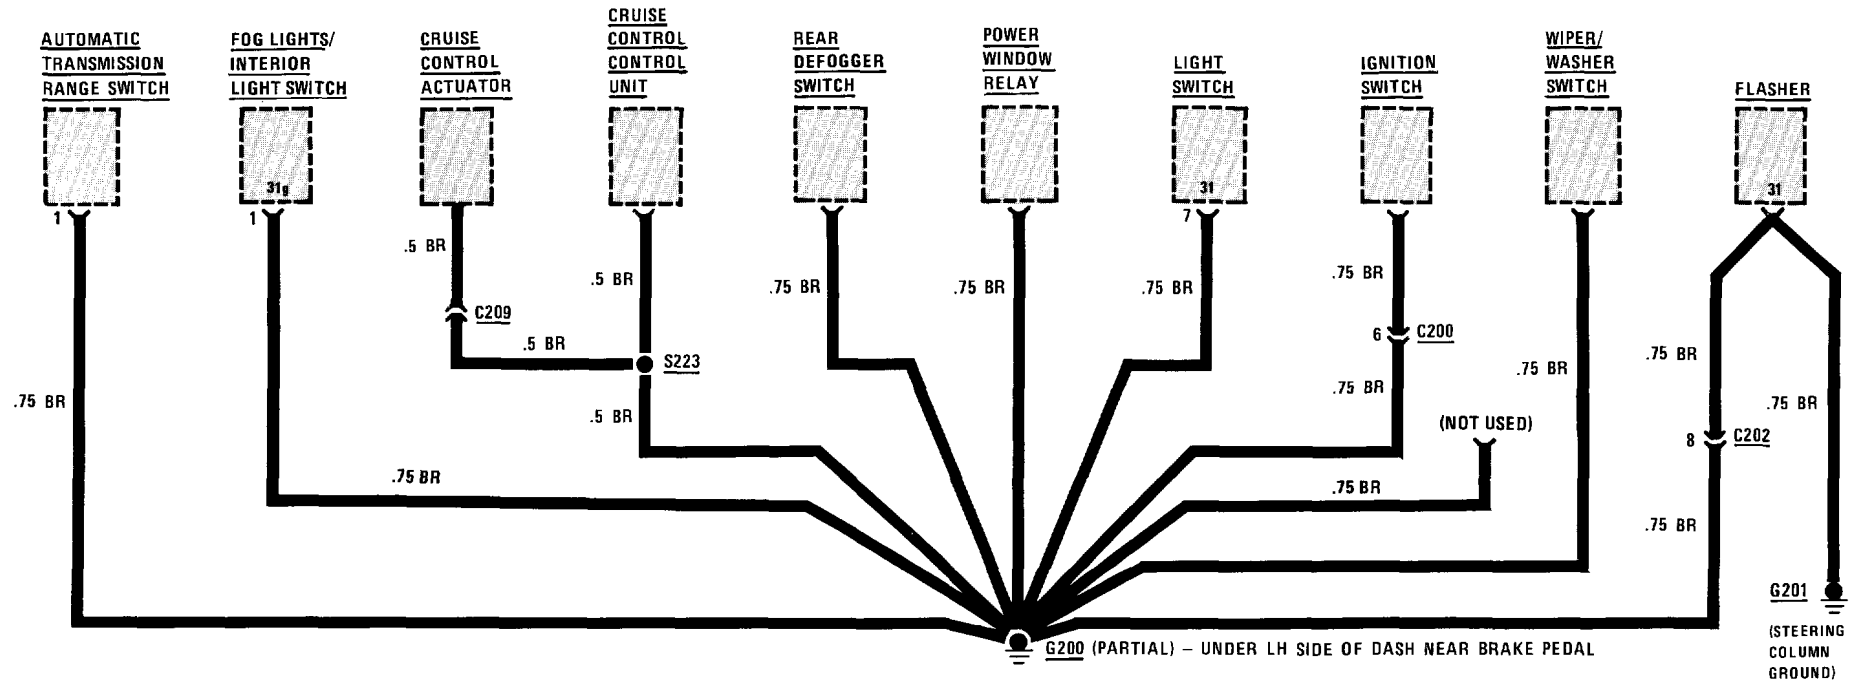 AUTOMATIC
TRANSMISSION
RANGE SWITCH
FOG LIGHTS/
INTERIOR
LIGHT SWITCH
CRUISE
CONTROL
ACTUATOR
CRUISE
CONTROL
CONTROL
UNIT
REAR
DEFOGGER
SWITCH
POWER
WINDOW
RELAY
LIGHT
SWITCH
IGNITION
SWITCH
WIPER/
WASHER
SWITCH
FLASHER
31g
31
31
1
1
7
.5 BR
.5 BR
.75 BR
.75 BR
.75 BR
.75 BR
C209
6
C200
.5 BR
S223
.75 BR
.75 BR
.75 BR
.75 BR
.5 BR
.75 BR
(NOT USED)
8
C202
.75 BR
.75 BR
.75 BR
G201
(STEERING
COLUMN
GROUND)
G200 (PARTIAL) – UNDER LH SIDE OF DASH NEAR BRAKE PEDAL